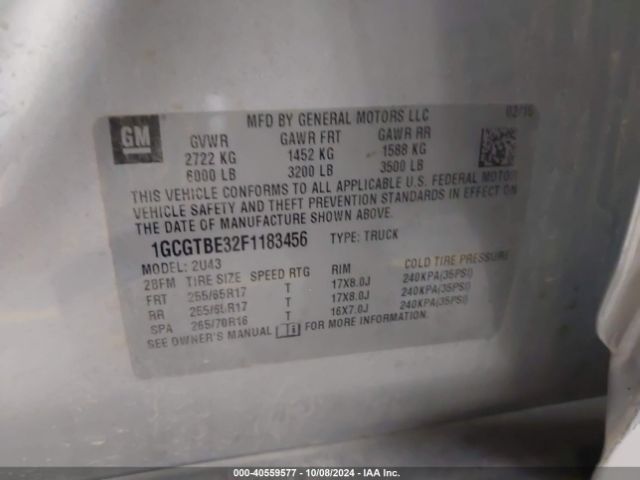 GM
MFD BY GENERAL MOTORS LLC
GVWR GAWR FRT GAWR RR
2722 KG 1452 KG 1588 KG
6000 LB 3200 LB 3500 LB
THIS VEHICLE CONFORMS TO ALL APPLICABLE U.S. FEDERAL MOTOR
VEHICLE SAFETY AND THEFT PREVENTION STANDARDS IN EFFECT ON
THE DATE OF MANUFACTURE SHOWN ABOVE.
1GCGTBE32F1183456 TYPE: TRUCK
MODEL: 2U43
28FM TIRE SIZE SPEED RTG RIM COLD TIRE PRESSURE
FRT 255/65R17 T 17X8.0J 240KPA(35PSI)
RR 255/65R17 T 17X8.0J 240KPA(35PSI)
SPA 265/70R16 T 16X7.0J 240KPA(35PSI)
SEE OWNER'S MANUAL i FOR MORE INFORMATION.
000-40559577 - 10/08/2024 - IAA Inc.